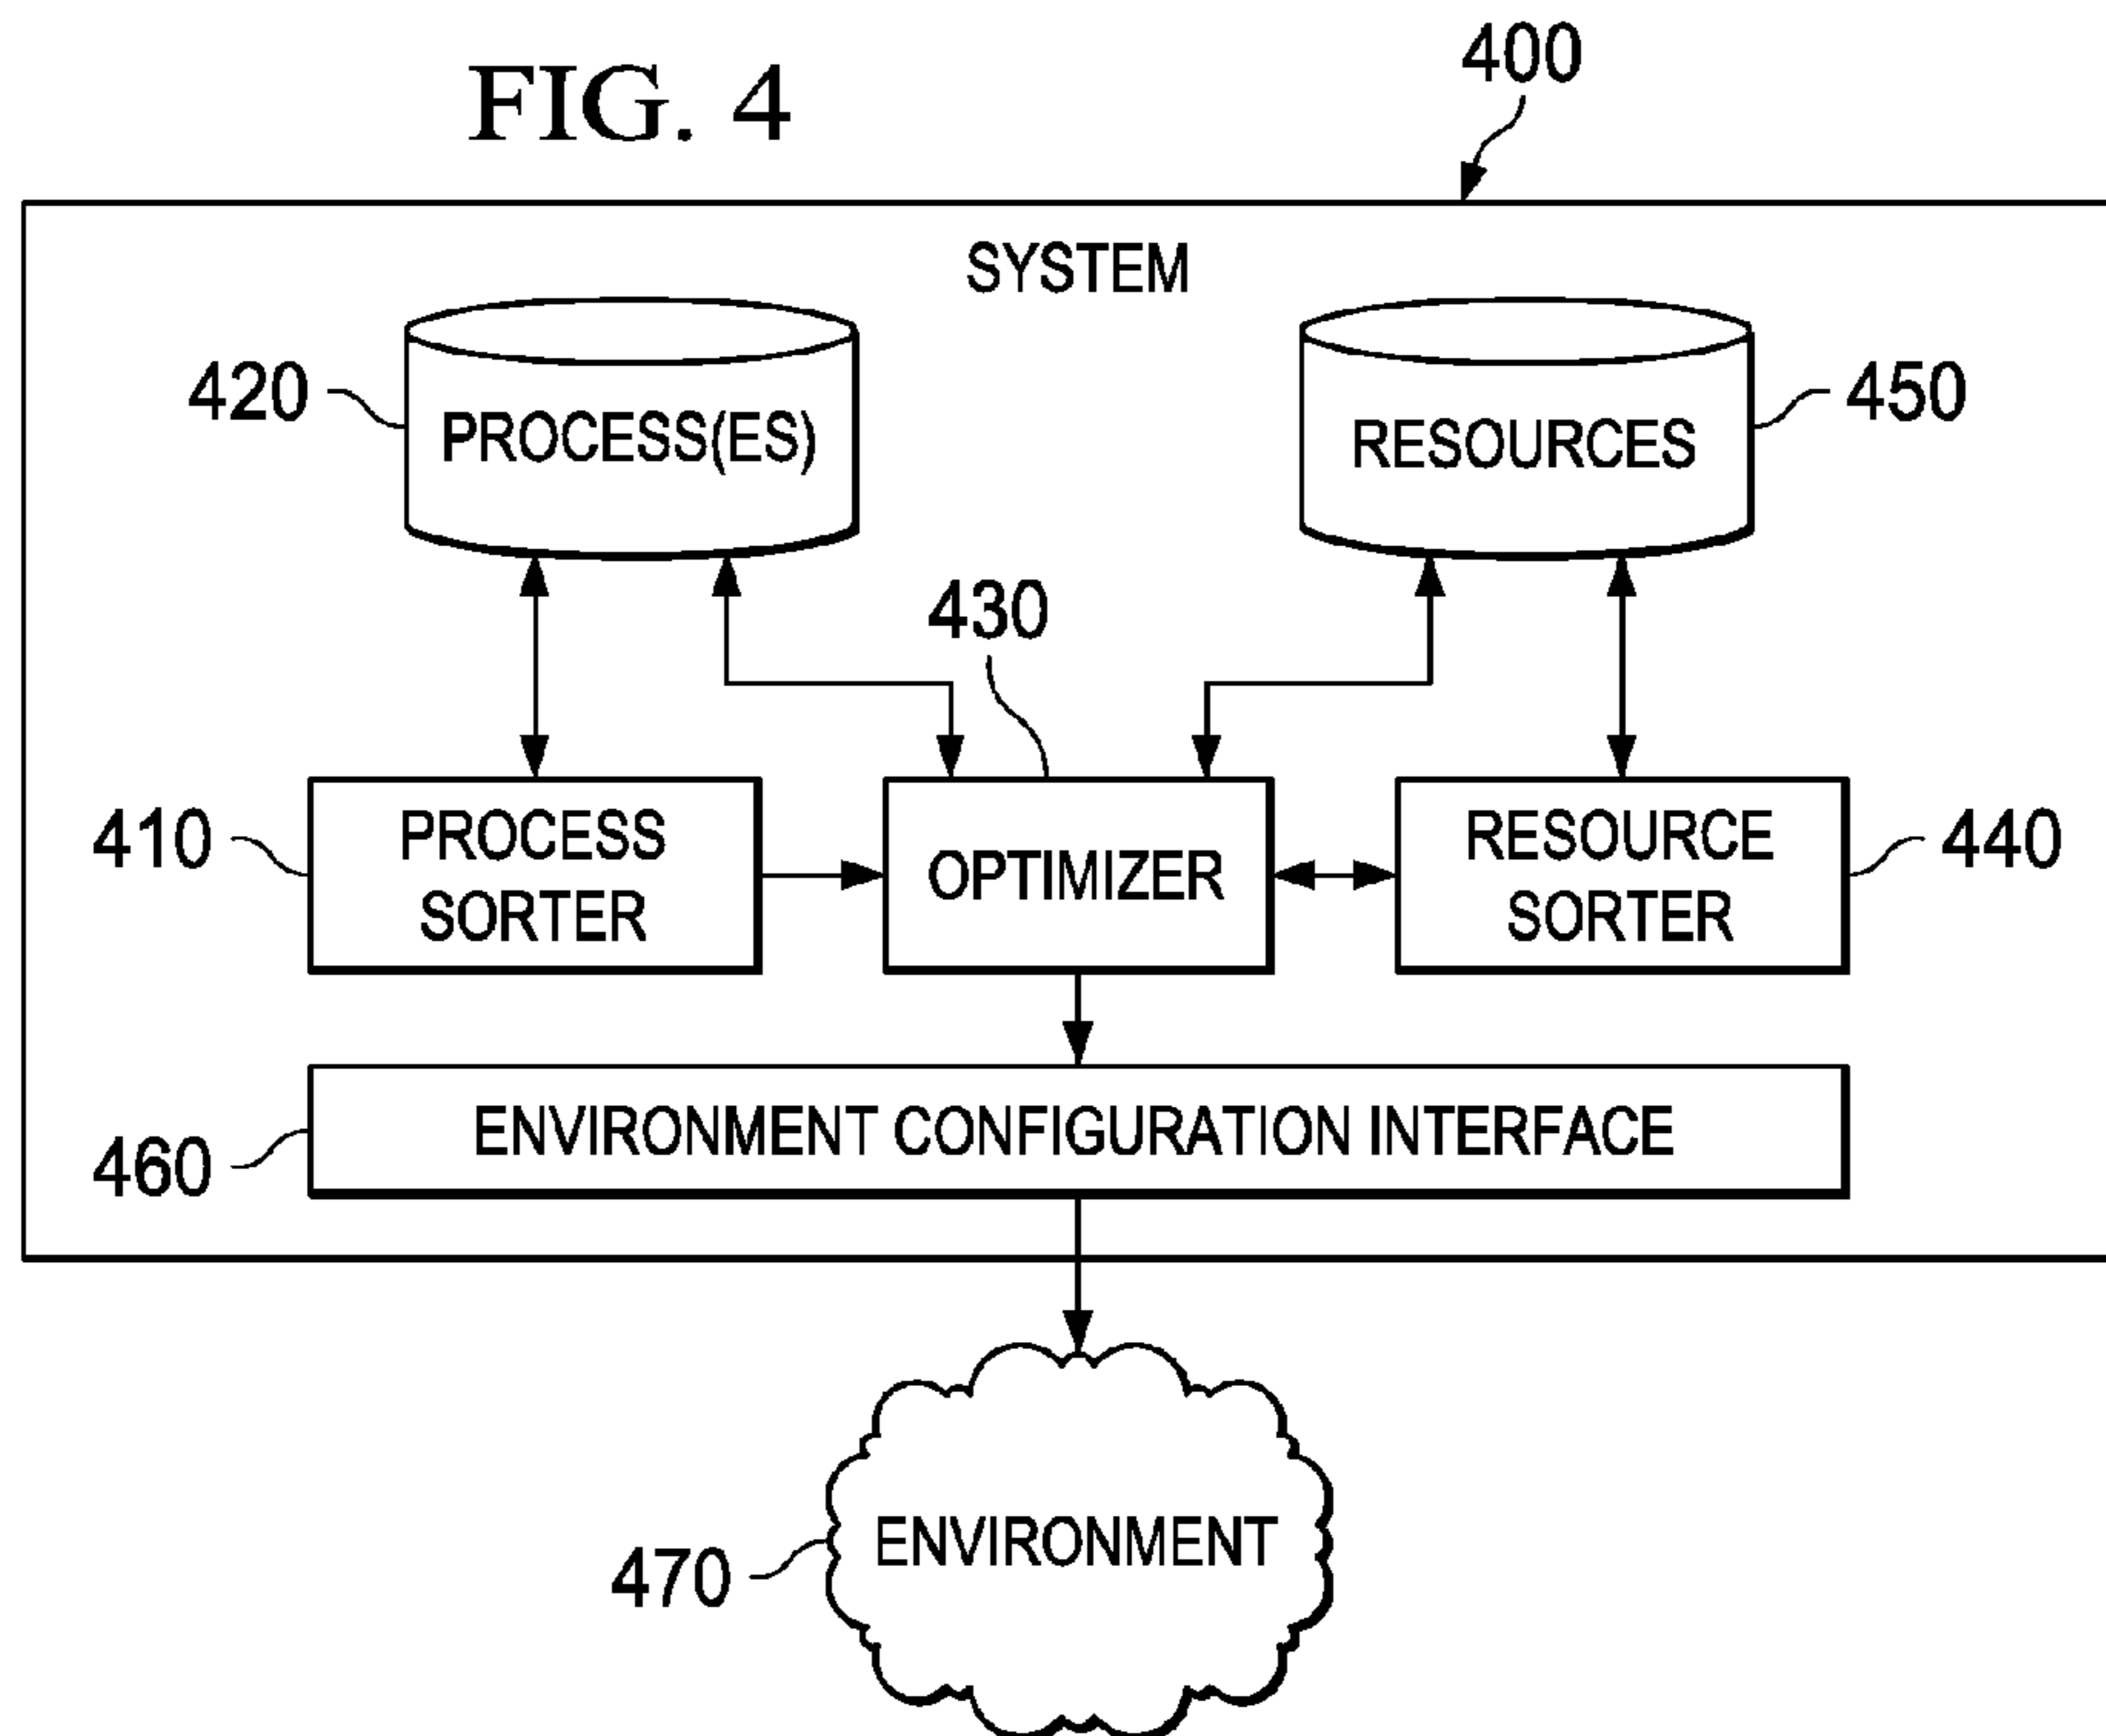 FIG. 4
400
SYSTEM
420
PROCESS(ES)
RESOURCES
450
430
410
PROCESS
SORTER
OPTIMIZER
RESOURCE
SORTER
440
460
ENVIRONMENT CONFIGURATION INTERFACE
470
ENVIRONMENT